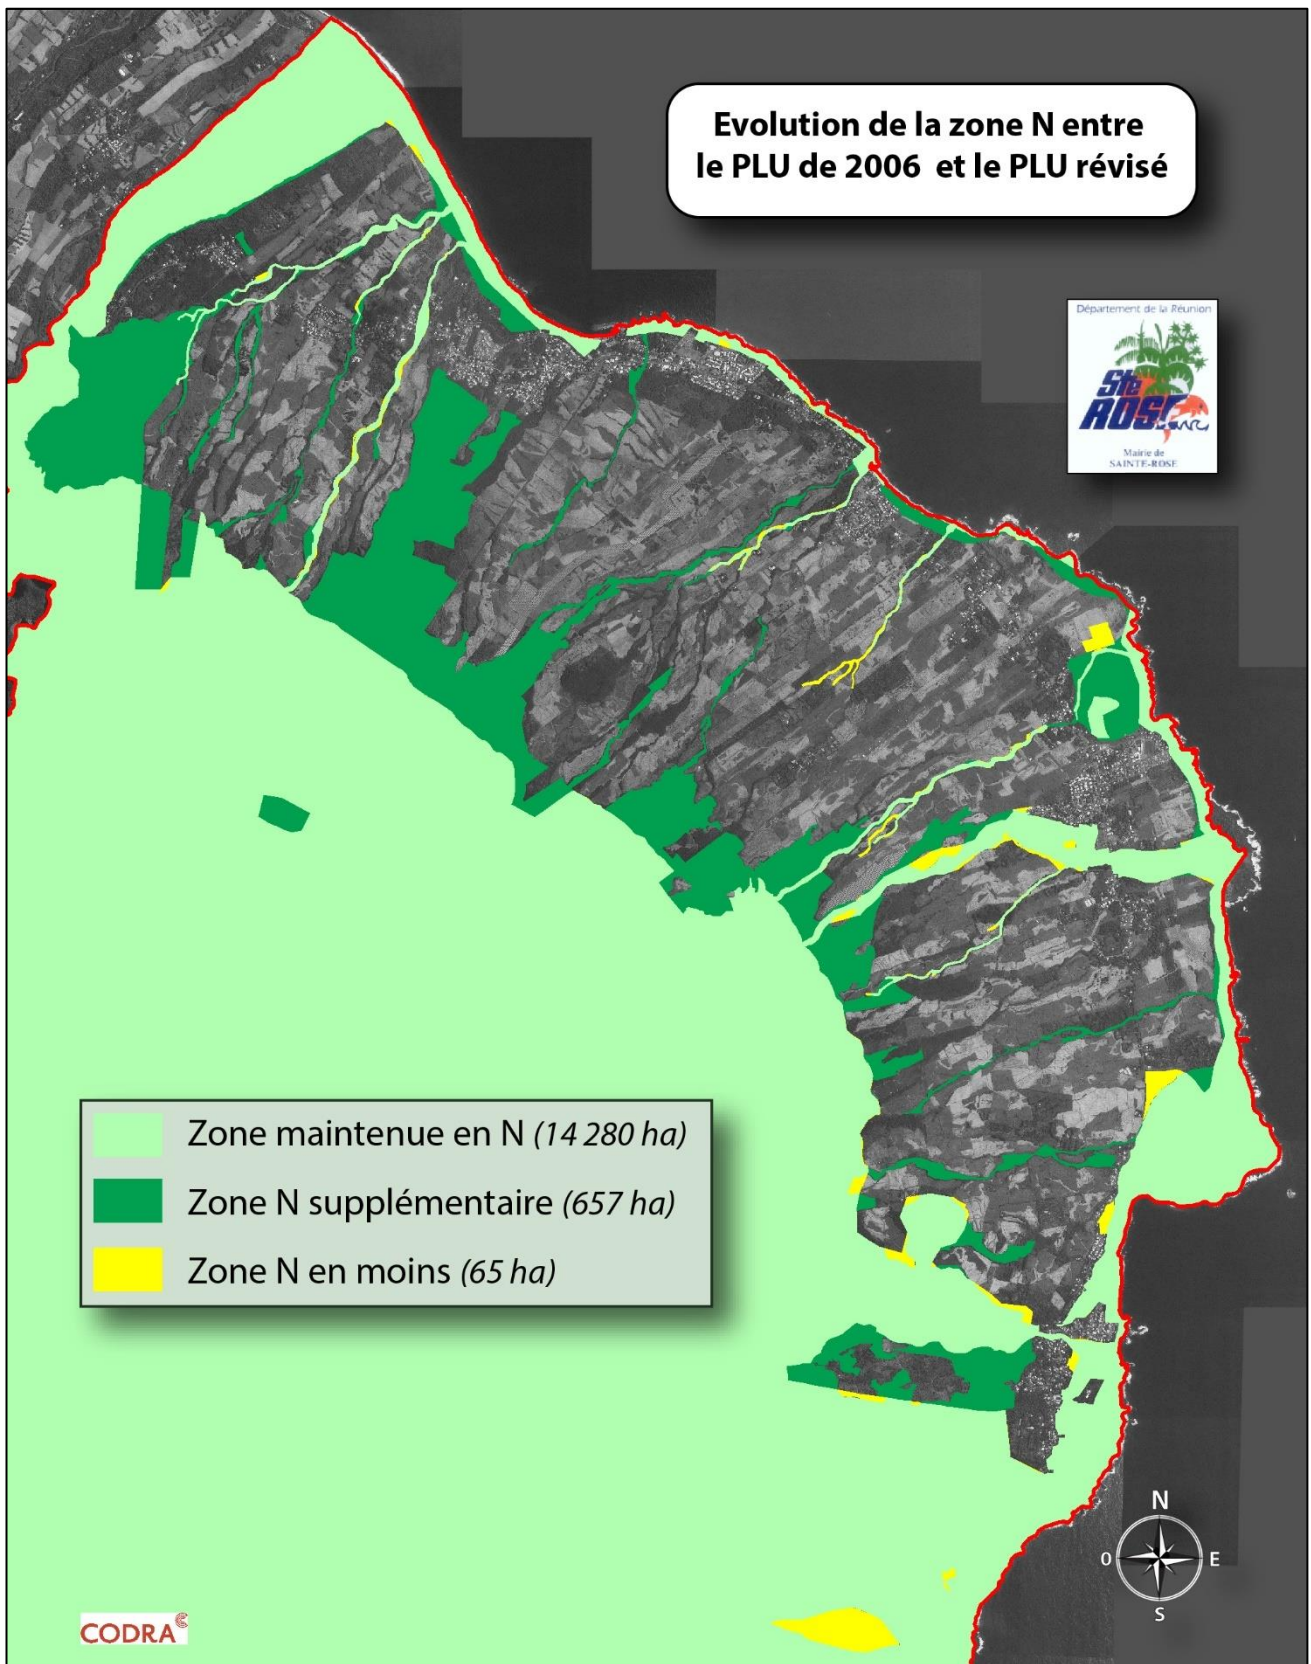 Evolution de la zone N entre
le PLU de 2006 et le PLU révisé
Département de la Réunion
Ste
ROSE
Mairie de
SAINTE-ROSE
Zone maintenue en N (14 280 ha)
Zone N supplémentaire (657 ha)
Zone N en moins (65 ha)
N
O
E
S
CODRA